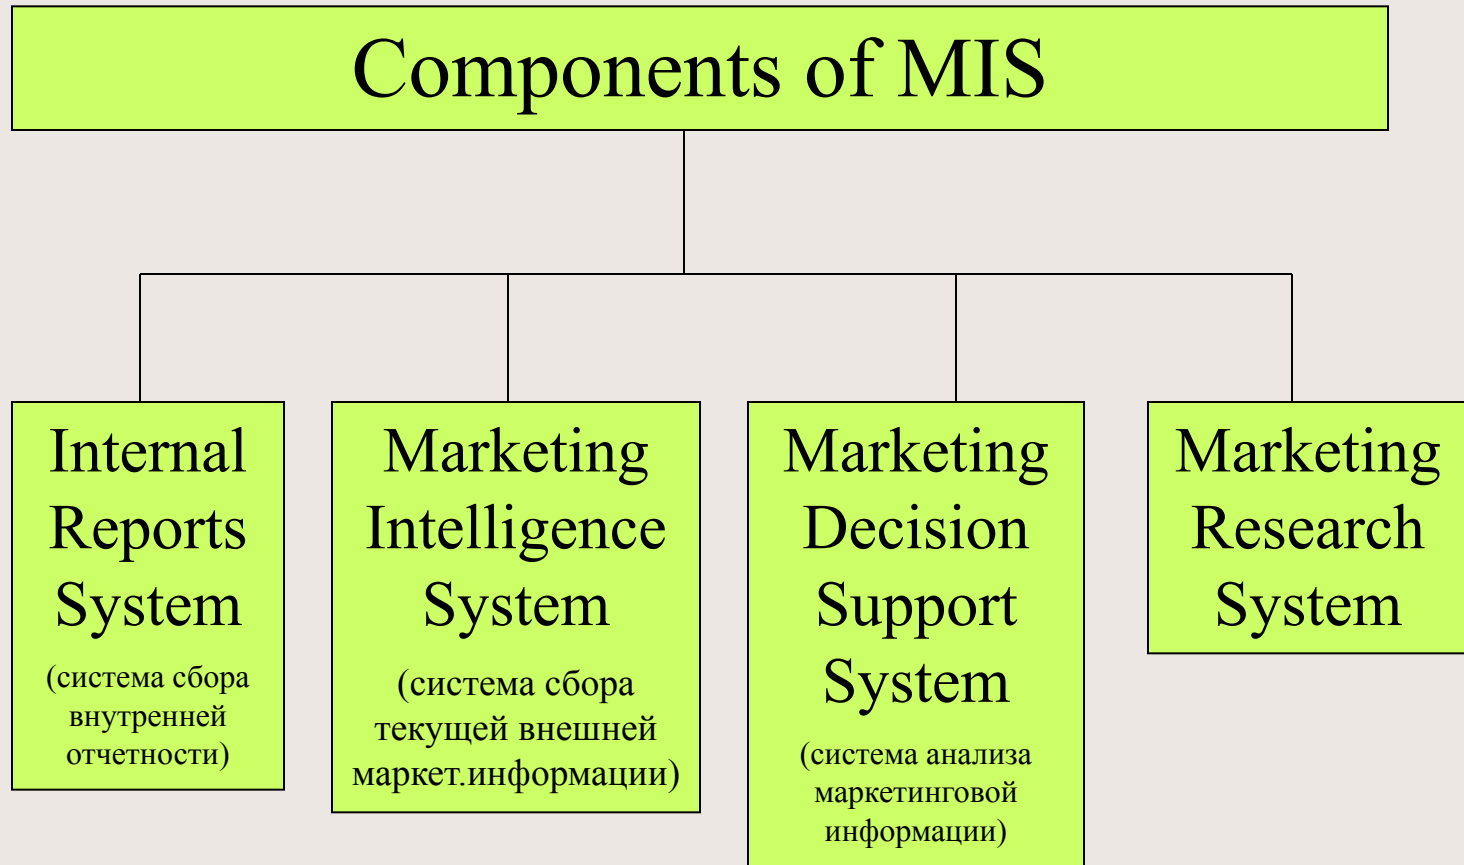 Components of MIS
Internal
Reports
System
(система сбора
внутренней
отчетности)
Marketing
Intelligence
System
(система сбора
текущей внешней
маркет.информации)
Marketing
Decision
Support
System
(система анализа
маркетинговой
информации)
Marketing
Research
System